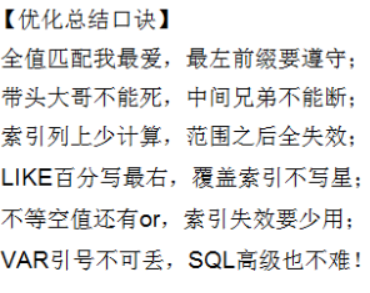 【优化总结口诀】
全值匹配我最爱，最左前缀要遵守；
带头大哥不能死，中间兄弟不能断；
索引列上少计算，范围之后全失效；
LIKE百分写最右，覆盖索引不写星；
不等空值还有or，索引失效要少用；
VAR引号不可丢，SQL高级也不难！